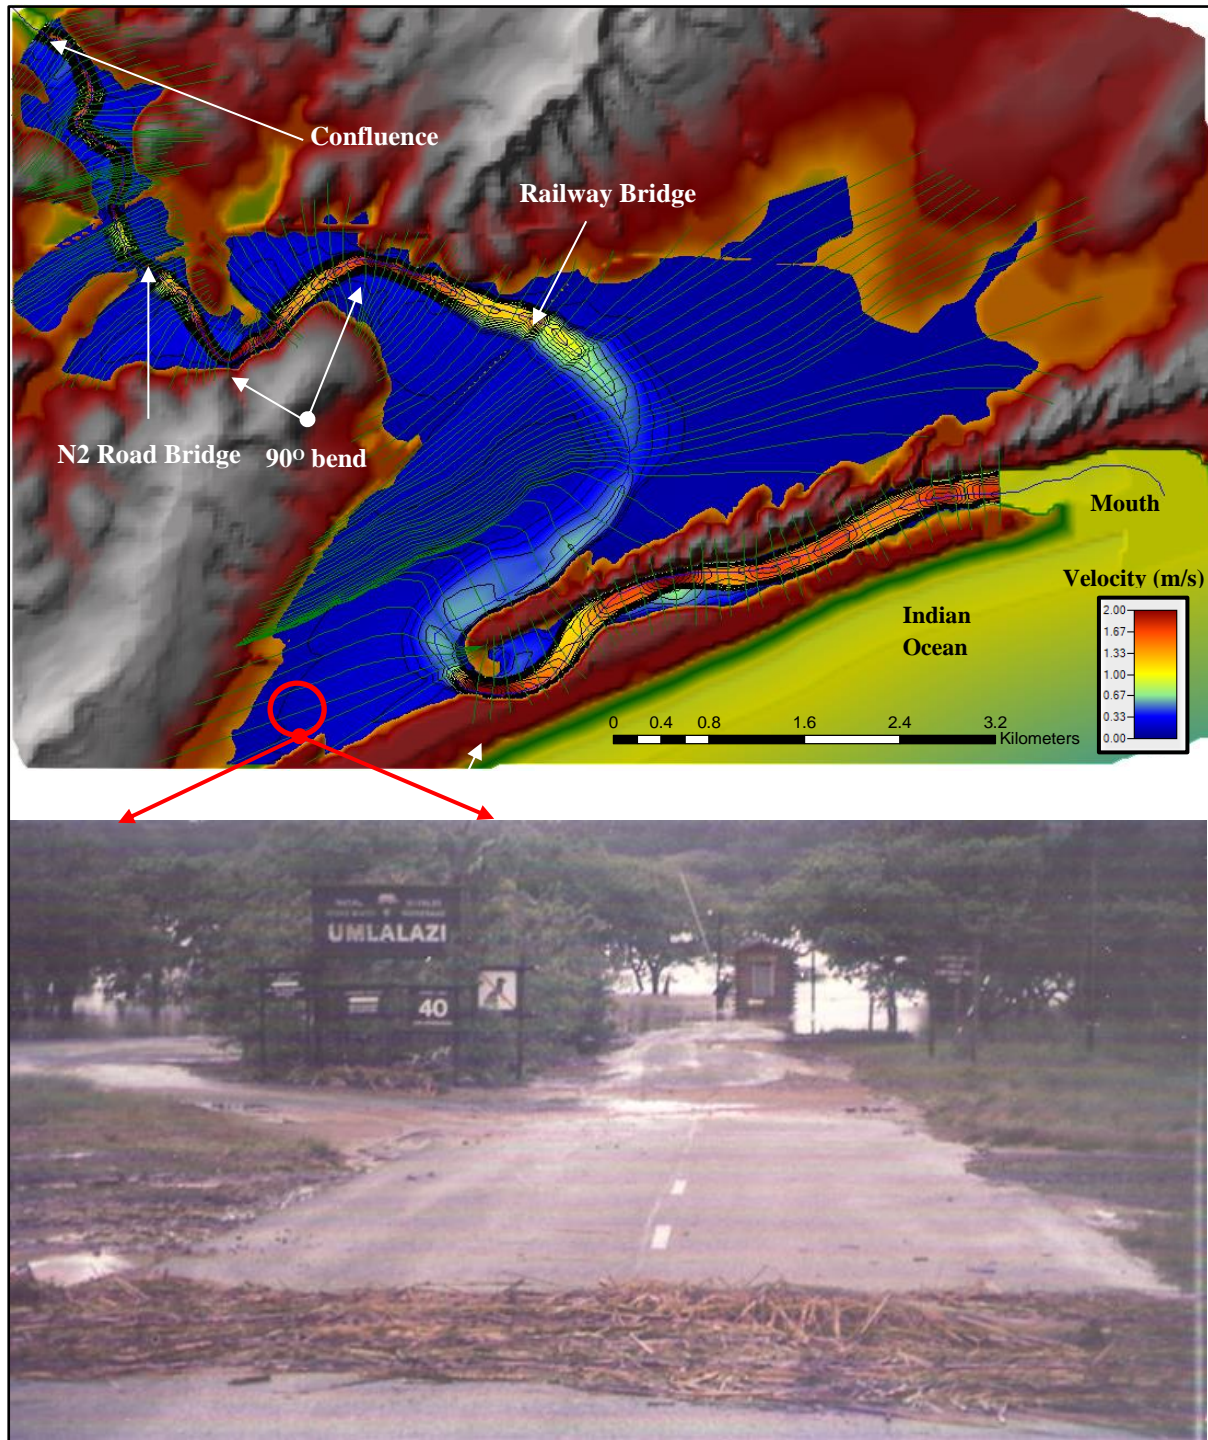 Confluence
Railway Bridge
N2 Road Bridge
90º bend
Mouth
Velocity (m/s)
2.00
1.67
1.33
1.00
0.67
0.33
0.00
Indian
Ocean
0 0.4 0.8 1.6 2.4 3.2
Kilometers
UMLALAZI
40